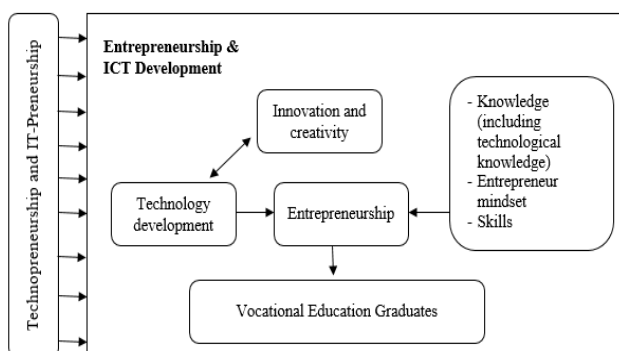 Technopreneurship and IT-Preneurship
Entrepreneurship &
ICT Development
Innovation and
creativity
- Knowledge
(including
technological
knowledge)
- Entrepreneur
mindset
- Skills
Technology
development
Entrepreneurship
Vocational Education Graduates